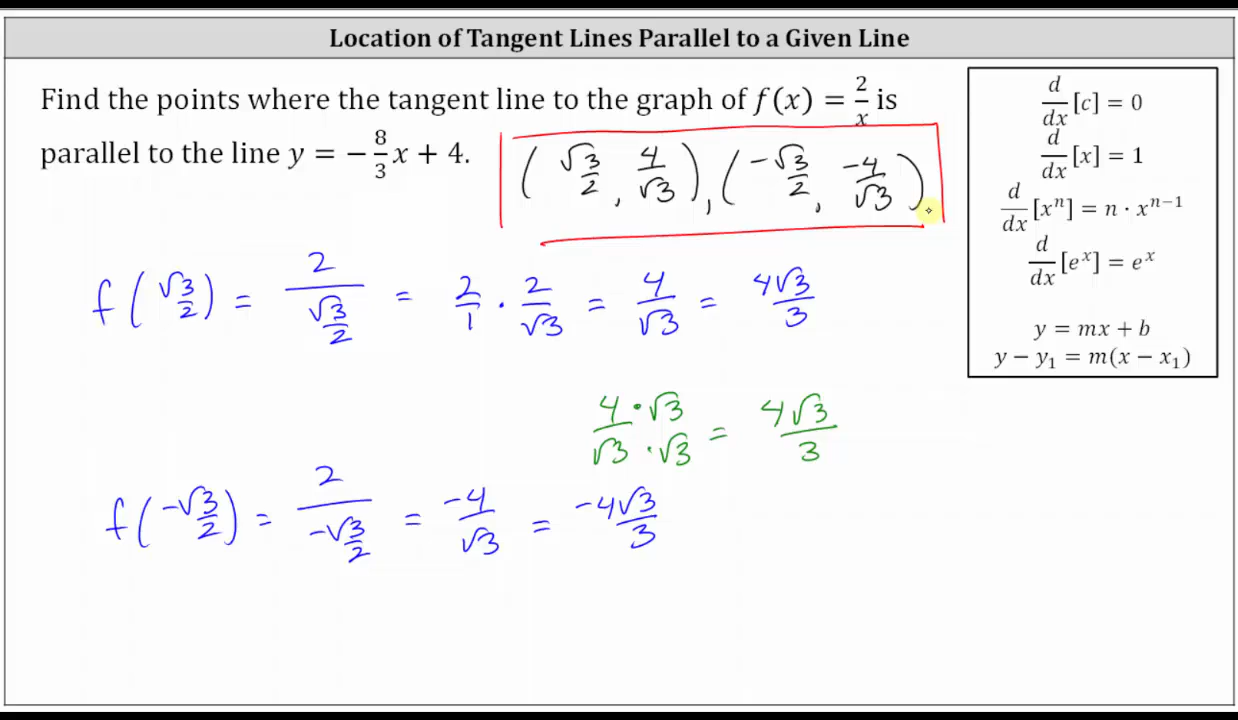 Location of Tangent Lines Parallel to a Given Line
Find the points where the tangent line to the graph of f(x) = 2/x is
parallel to the line y = −8/3 x + 4.
(√3/2, 4/√3), (−√3/2, −4/√3)
f(√3/2) = 2/(√3/2) = 2/1 · 2/√3 = 4/√3 = 4√3/3
4·√3/√3·√3 = 4√3/3
f(−√3/2) = 2/(−√3/2) = −4/√3 = −4√3/3
d/dx [c] = 0
d/dx [x] = 1
d/dx [xⁿ] = n · xⁿ⁻¹
d/dx [eˣ] = eˣ
y = mx + b
y − y₁ = m(x − x₁)